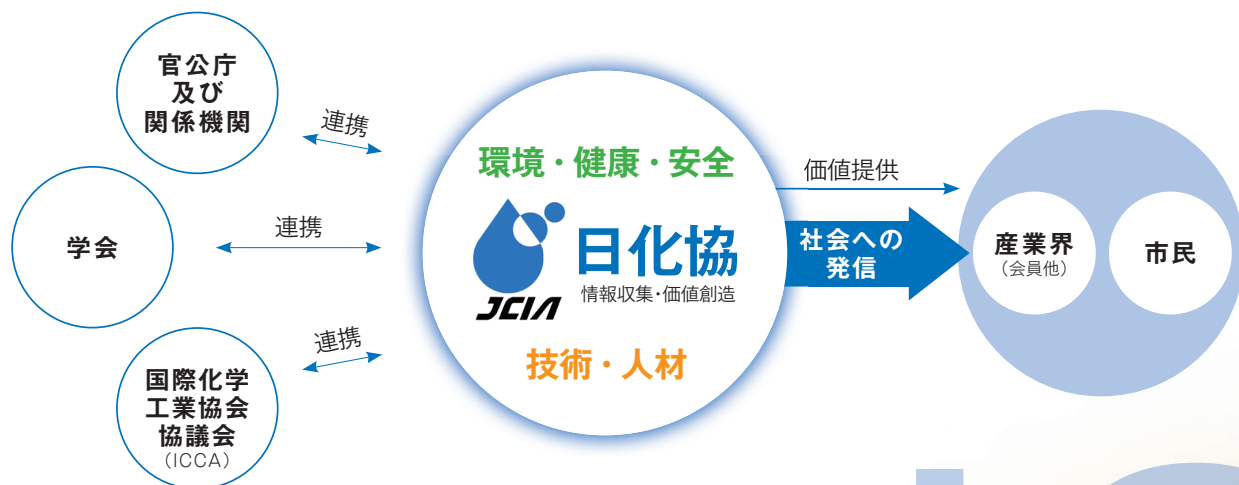 官公庁
及び
関係機関
連携
学会
連携
国際化学
工業協会
協議会
(ICCA)
連携
環境・健康・安全
JCIA
日化協
情報収集・価値創造
技術・人材
価値提供
社会への
発信
産業界
(会員他)
市民